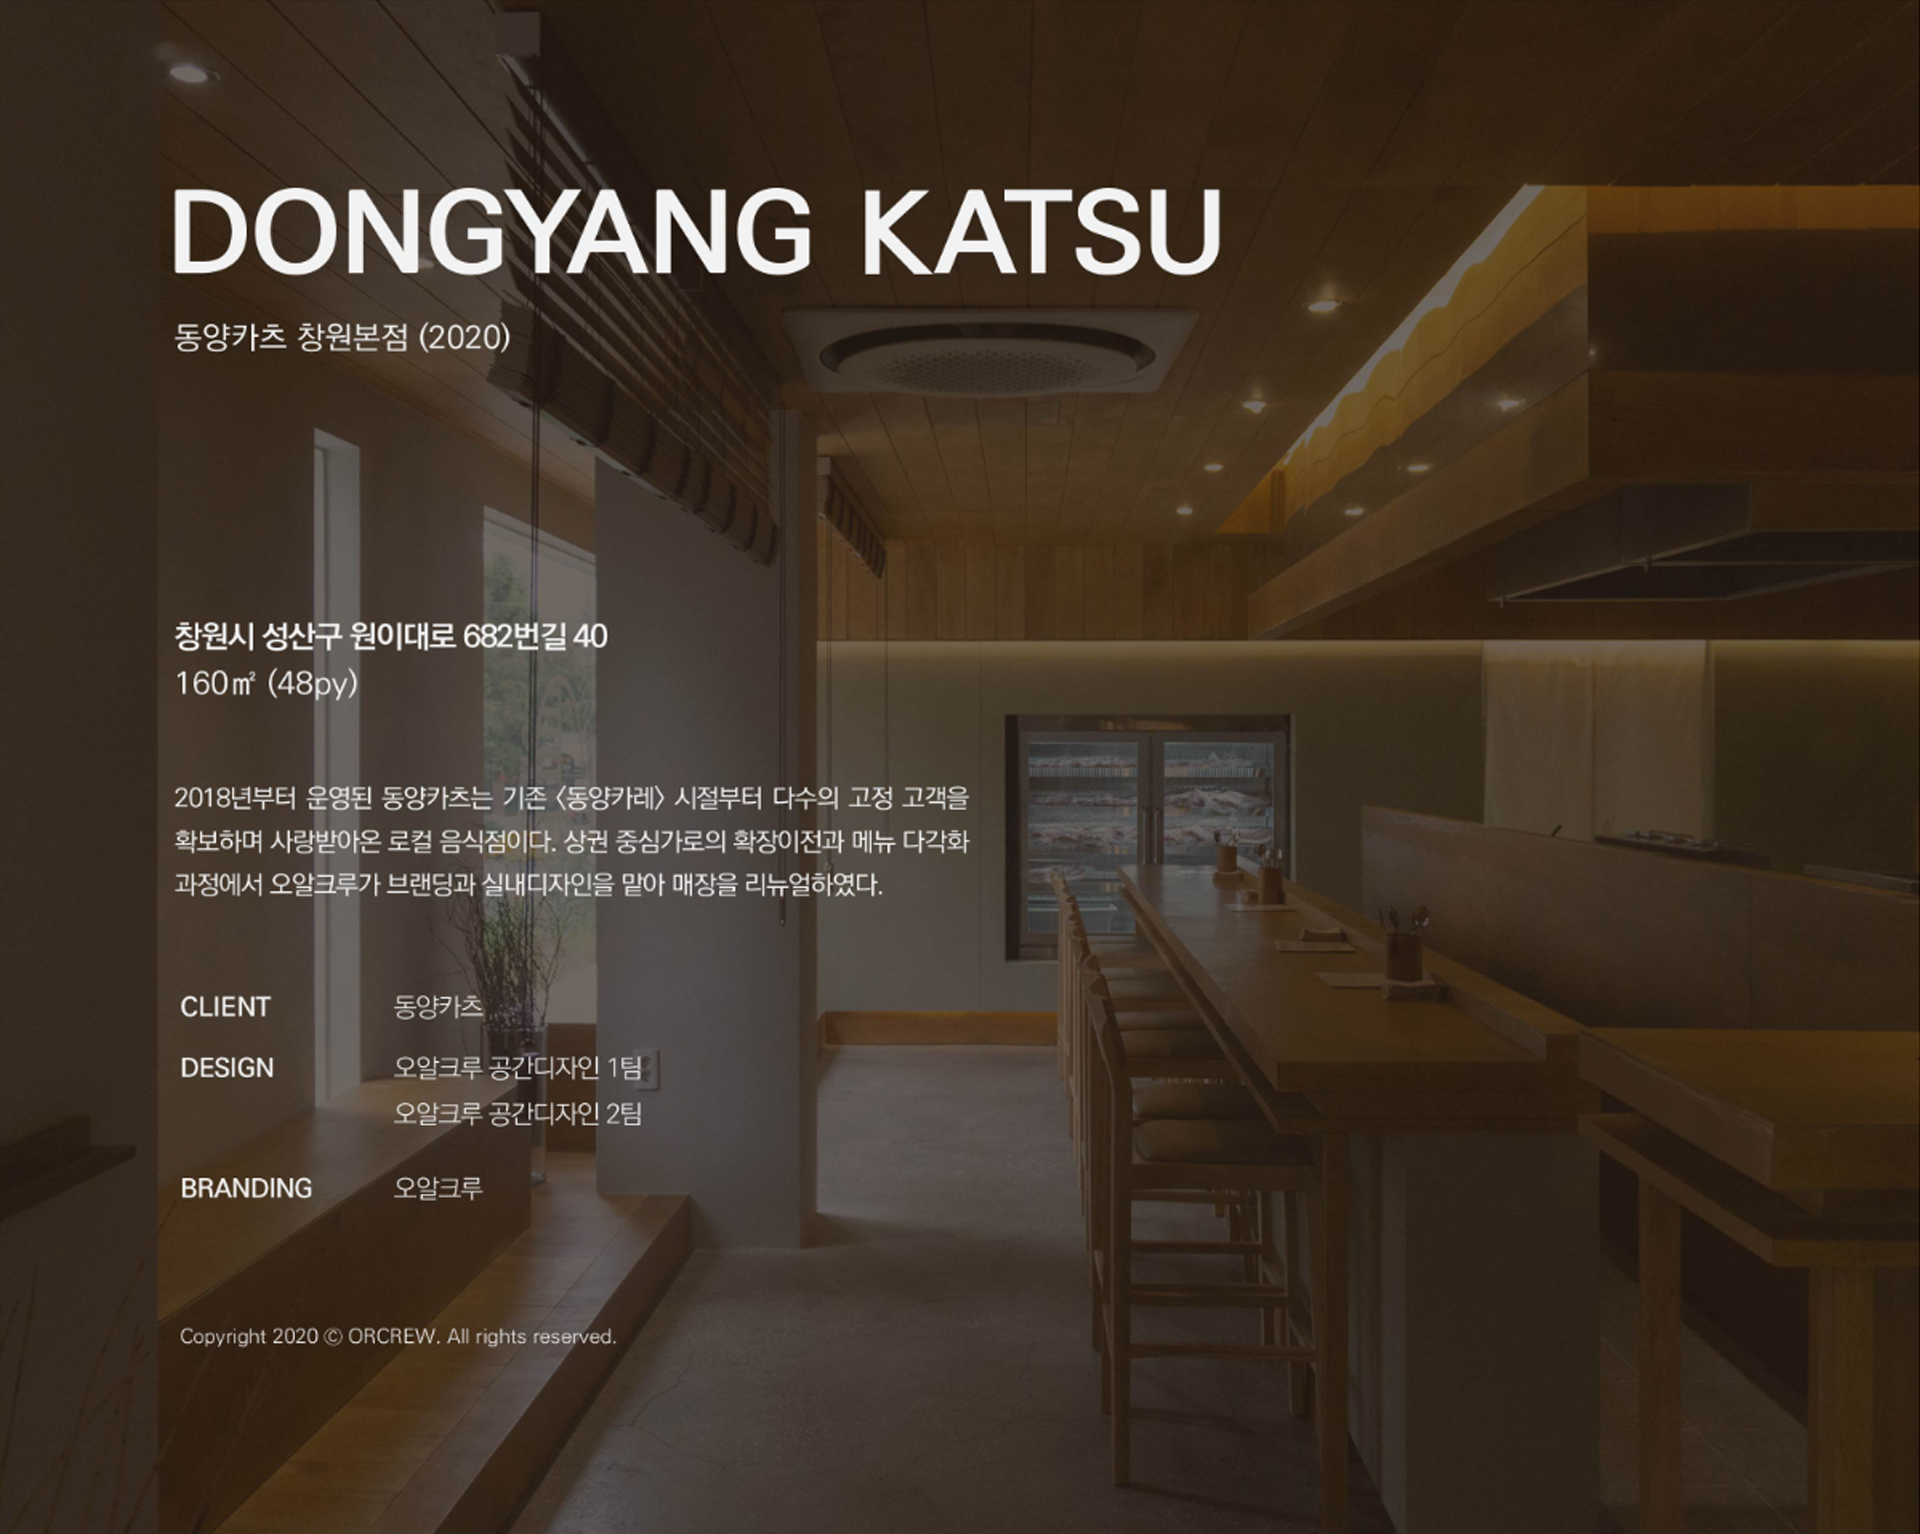 DONGYANG KATSU
동양카츠 창원본점 (2020)
창원시 성산구 원이대로 682번길 40
160㎡ (48py)
2018년부터 운영된 동양카츠는 기존 〈동양카레〉 시절부터 다수의 고정 고객을
확보하며 사랑받아온 로컬 음식점이다. 상권 중심가로의 확장이전과 메뉴 다각화
과정에서 오알크루가 브랜딩과 실내디자인을 맡아 매장을 리뉴얼하였다.
CLIENT 동양카츠
DESIGN 오알크루 공간디자인 1팀
오알크루 공간디자인 2팀
BRANDING 오알크루
Copyright 2020 © ORCREW. All rights reserved.